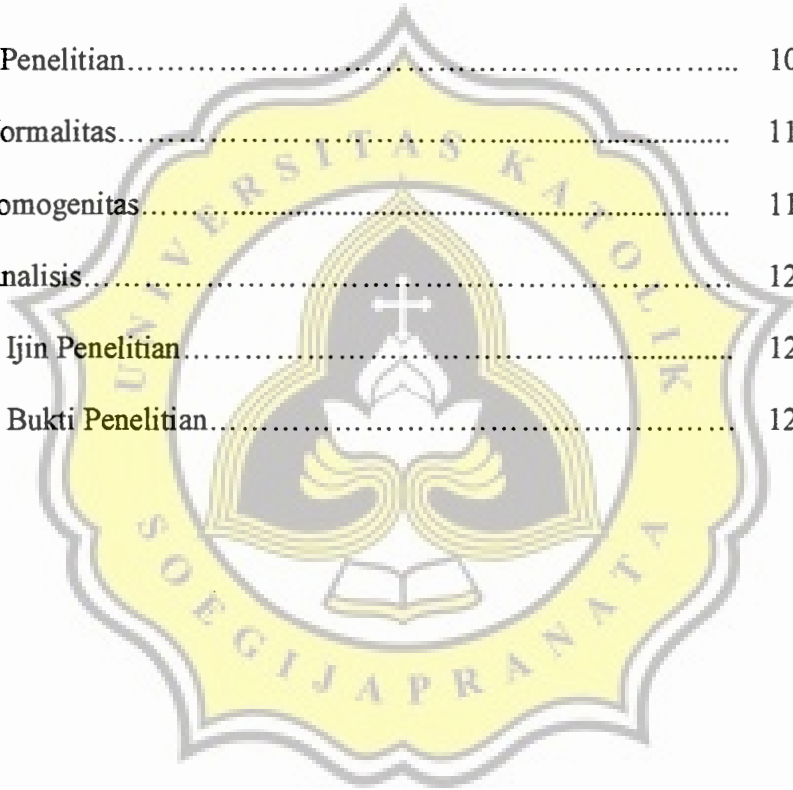 Penelitian.................................................. 10
ormalitas.................................................. 11
omogenitas.................................................. 11
nalisis.................................................. 12
Ijin Penelitian.................................................. 12
Bukti Penelitian.................................................. 12
UNIVERSITAS KATOLIK
SOEGIJAPRANATA